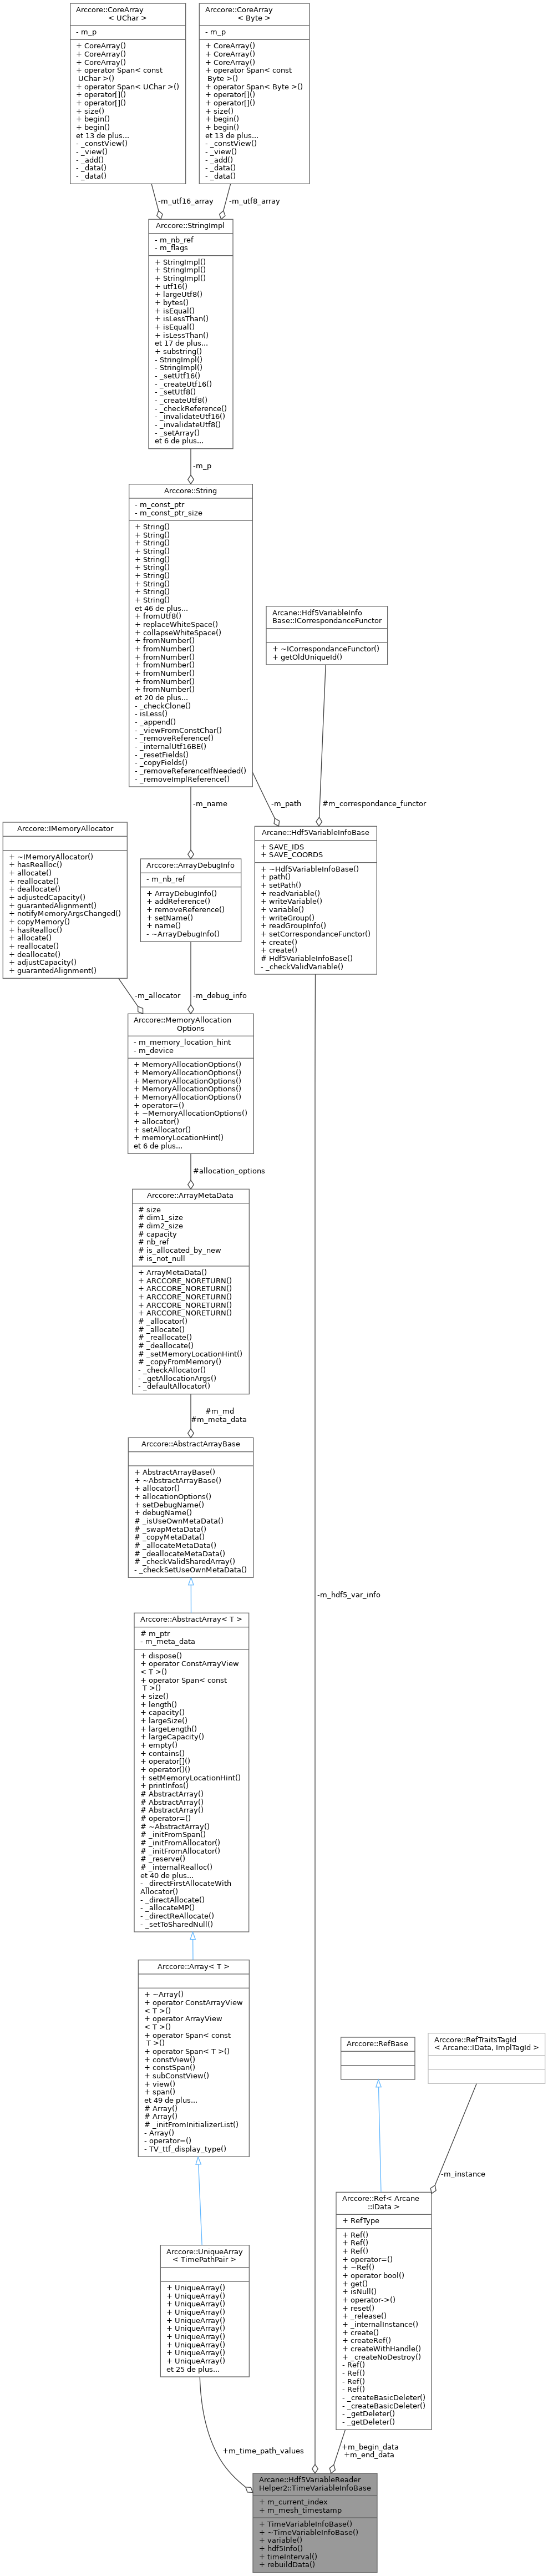 Arccore::CoreArray
< UChar >
- m_p
+ CoreArray()
+ CoreArray()
+ CoreArray()
+ operator Span< const
UChar >()
+ operator Span< UChar >()
+ operator[]()
+ operator[]()
+ size()
+ begin()
+ begin()
et 13 de plus...
- _constView()
- _view()
- _add()
- _data()
- _data()
Arccore::CoreArray
< Byte >
- m_p
+ CoreArray()
+ CoreArray()
+ CoreArray()
+ operator Span< const
Byte >()
+ operator Span< Byte >()
+ operator[]()
+ operator[]()
+ size()
+ begin()
+ begin()
et 13 de plus...
- _constView()
- _view()
- _add()
- _data()
- _data()
-m_utf16_array
-m_utf8_array
Arccore::StringImpl
- m_nb_ref
- m_flags
+ StringImpl()
+ StringImpl()
+ StringImpl()
+ utf16()
+ largeUtf8()
+ bytes()
+ isEqual()
+ isLessThan()
+ isEqual()
+ isLessThan()
et 17 de plus...
+ substring()
- StringImpl()
- StringImpl()
- _setUtf16()
- _createUtf16()
- _setUtf8()
- _createUtf8()
- _checkReference()
- _invalidateUtf16()
- _invalidateUtf8()
- _setArray()
et 6 de plus...
-m_p
Arccore::String
- m_const_ptr
- m_const_ptr_size
+ String()
+ String()
+ String()
+ String()
+ String()
+ String()
+ String()
+ String()
+ String()
+ String()
et 46 de plus...
+ fromUtf8()
+ replaceWhiteSpace()
+ collapseWhiteSpace()
+ fromNumber()
+ fromNumber()
+ fromNumber()
+ fromNumber()
+ fromNumber()
+ fromNumber()
+ fromNumber()
et 20 de plus...
- _checkClone()
- isLess()
- _append()
- _viewFromConstChar()
- _removeReference()
- _internalUtf16BE()
- _resetFields()
- _copyFields()
- _removeReferenceIfNeeded()
- _removeImplReference()
Arcane::Hdf5VariableInfo
Base::ICorrespondanceFunctor
+ ~ICorrespondanceFunctor()
+ getOldUniqueId()
-m_name
-m_path
#m_correspondance_functor
Arccore::IMemoryAllocator
+ ~IMemoryAllocator()
+ hasRealloc()
+ allocate()
+ reallocate()
+ deallocate()
+ adjustedCapacity()
+ guarantedAlignment()
+ notifyMemoryArgsChanged()
+ copyMemory()
+ hasRealloc()
+ allocate()
+ reallocate()
+ deallocate()
+ adjustCapacity()
+ guarantedAlignment()
Arccore::ArrayDebugInfo
- m_nb_ref
+ ArrayDebugInfo()
+ addReference()
+ removeReference()
+ setName()
+ name()
- ~ArrayDebugInfo()
Arcane::Hdf5VariableInfoBase
+ SAVE_IDS
+ SAVE_COORDS
+ ~Hdf5VariableInfoBase()
+ path()
+ setPath()
+ readVariable()
+ writeVariable()
+ variable()
+ writeGroup()
+ readGroupInfo()
+ setCorrespondanceFunctor()
+ create()
+ create()
# Hdf5VariableInfoBase()
- _checkValidVariable()
-m_allocator
-m_debug_info
Arccore::MemoryAllocation
Options
- m_memory_location_hint
- m_device
+ MemoryAllocationOptions()
+ MemoryAllocationOptions()
+ MemoryAllocationOptions()
+ MemoryAllocationOptions()
+ MemoryAllocationOptions()
+ operator=()
+ ~MemoryAllocationOptions()
+ allocator()
+ setAllocator()
+ memoryLocationHint()
et 6 de plus...
#allocation_options
Arccore::ArrayMetaData
# size
# dim1_size
# dim2_size
# capacity
# nb_ref
# is_allocated_by_new
# is_not_null
+ ArrayMetaData()
+ ARCCORE_NORETURN()
+ ARCCORE_NORETURN()
+ ARCCORE_NORETURN()
+ ARCCORE_NORETURN()
+ ARCCORE_NORETURN()
# _allocator()
# _allocate()
# _reallocate()
# _deallocate()
# _setMemoryLocationHint()
# _copyFromMemory()
- _checkAllocator()
- _getAllocationArgs()
- _defaultAllocator()
#m_md
#m_meta_data
Arccore::AbstractArrayBase
+ AbstractArrayBase()
+ ~AbstractArrayBase()
+ allocator()
+ allocationOptions()
+ setDebugName()
+ debugName()
# _isUseOwnMetaData()
# _swapMetaData()
# _copyMetaData()
# _allocateMetaData()
# _deallocateMetaData()
# _checkValidSharedArray()
- _checkSetUseOwnMetaData()
-m_hdf5_var_info
Arccore::AbstractArray< T >
# m_ptr
- m_meta_data
+ dispose()
+ operator ConstArrayView
< T >()
+ operator Span< const
T >()
+ size()
+ length()
+ capacity()
+ largeSize()
+ largeLength()
+ largeCapacity()
+ empty()
+ contains()
+ operator[]()
+ operator()()
+ setMemoryLocationHint()
+ printInfos()
# AbstractArray()
# AbstractArray()
# AbstractArray()
# operator=()
# ~AbstractArray()
# _initFromSpan()
# _initFromAllocator()
# _initFromAllocator()
# _reserve()
# _internalRealloc()
et 40 de plus...
- _directFirstAllocateWith
Allocator()
- _directAllocate()
- _allocateMP()
- _directReAllocate()
- _setToSharedNull()
Arccore::Array< T >
+ ~Array()
+ operator ConstArrayView
< T >()
+ operator ArrayView
< T >()
+ operator Span< const
T >()
+ operator Span< T >()
+ constView()
+ constSpan()
+ subConstView()
+ view()
+ span()
et 49 de plus...
# Array()
# Array()
# _initFromInitializerList()
- Array()
- operator=()
- TV_ttf_display_type()
Arccore::RefBase
Arccore::RefTraitsTagId
< Arcane::IData, ImplTagId >
-m_instance
Arccore::UniqueArray
< TimePathPair >
+ UniqueArray()
+ UniqueArray()
+ UniqueArray()
+ UniqueArray()
+ UniqueArray()
+ UniqueArray()
+ UniqueArray()
+ UniqueArray()
+ UniqueArray()
+ UniqueArray()
et 25 de plus...
Arccore::Ref< Arcane
::IData >
+ RefType
+ Ref()
+ Ref()
+ Ref()
+ operator=()
+ ~Ref()
+ operator bool()
+ get()
+ isNull()
+ operator->()
+ reset()
+ _release()
+ _internalInstance()
+ create()
+ createRef()
+ createWithHandle()
+ _createNoDestroy()
- Ref()
- Ref()
- Ref()
- Ref()
- _createBasicDeleter()
- _createBasicDeleter()
- _getDeleter()
- _getDeleter()
+m_time_path_values
+m_begin_data
+m_end_data
Arcane::Hdf5VariableReader
Helper2::TimeVariableInfoBase
+ m_current_index
+ m_mesh_timestamp
+ TimeVariableInfoBase()
+ ~TimeVariableInfoBase()
+ variable()
+ hdf5Info()
+ timeInterval()
+ rebuildData()